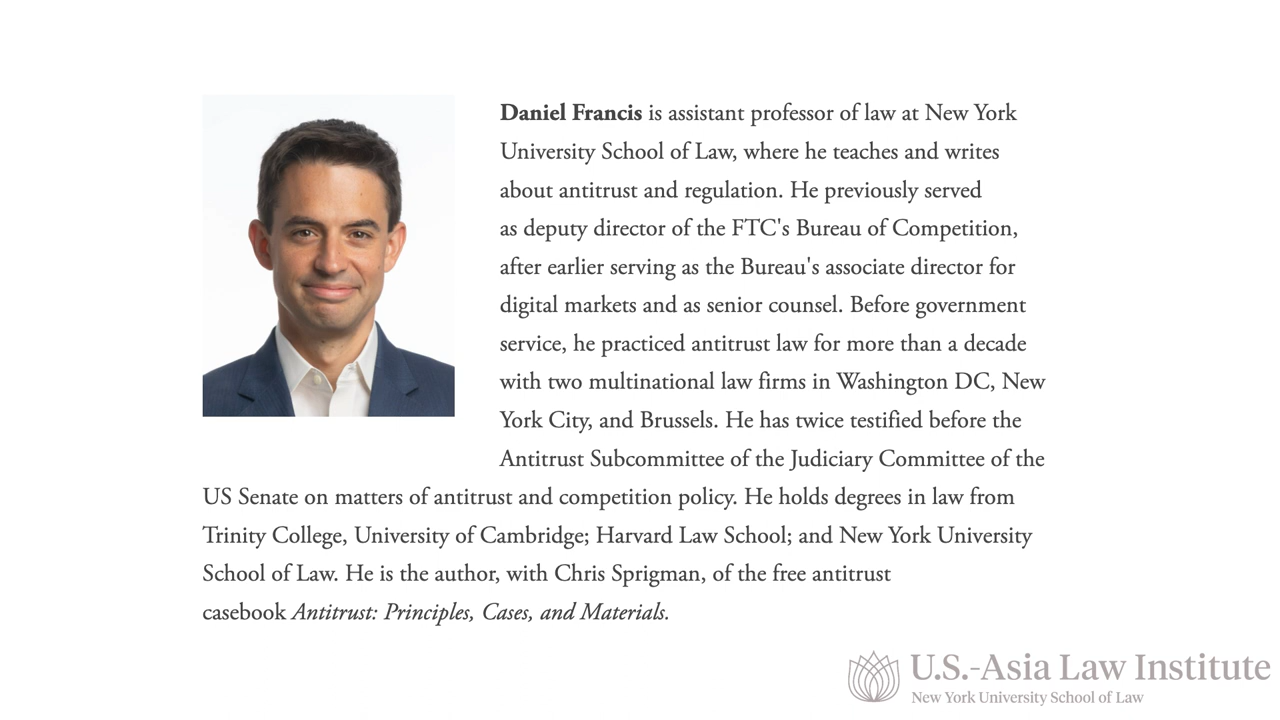 Daniel Francis is assistant professor of law at New York
University School of Law, where he teaches and writes
about antitrust and regulation. He previously served
as deputy director of the FTC's Bureau of Competition,
after earlier serving as the Bureau's associate director for
digital markets and as senior counsel. Before government
service, he practiced antitrust law for more than a decade
with two multinational law firms in Washington DC, New
York City, and Brussels. He has twice testified before the
Antitrust Subcommittee of the Judiciary Committee of the
US Senate on matters of antitrust and competition policy. He holds degrees in law from
Trinity College, University of Cambridge; Harvard Law School; and New York University
School of Law. He is the author, with Chris Sprigman, of the free antitrust
casebook Antitrust: Principles, Cases, and Materials.
U.S.-Asia Law Institute
New York University School of Law